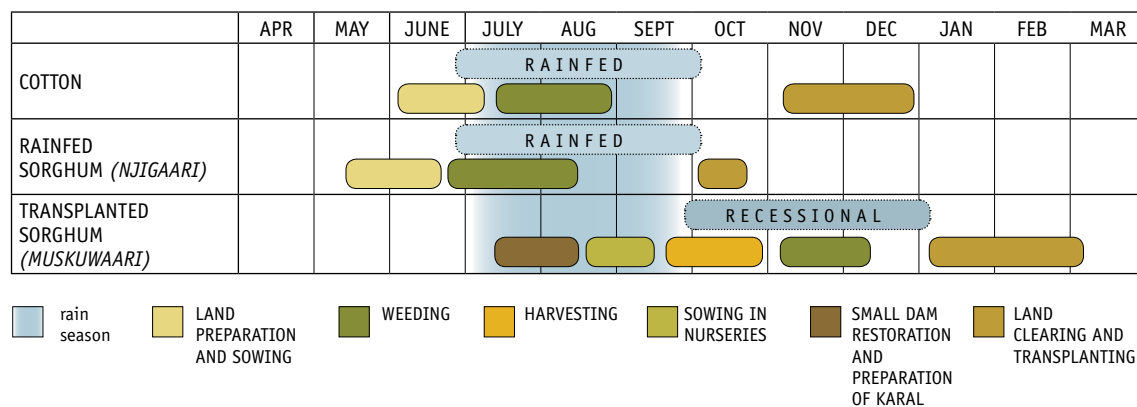 APR MAY JUNE JULY AUG SEPT OCT NOV DEC JAN FEB MAR
COTTON
RAINFED
RAINFED
SORGHUM (NJIGAARI)
RAINFED
TRANSPLANTED
SORGHUM
(MUSKUWAARI)
RECESSIONAL
rain
season
LAND
PREPARATION
AND SOWING
WEEDING
HARVESTING
SOWING IN
NURSERIES
SMALL DAM
RESTORATION
AND
PREPARATION
OF KARAL
LAND
CLEARING AND
TRANSPLANTING